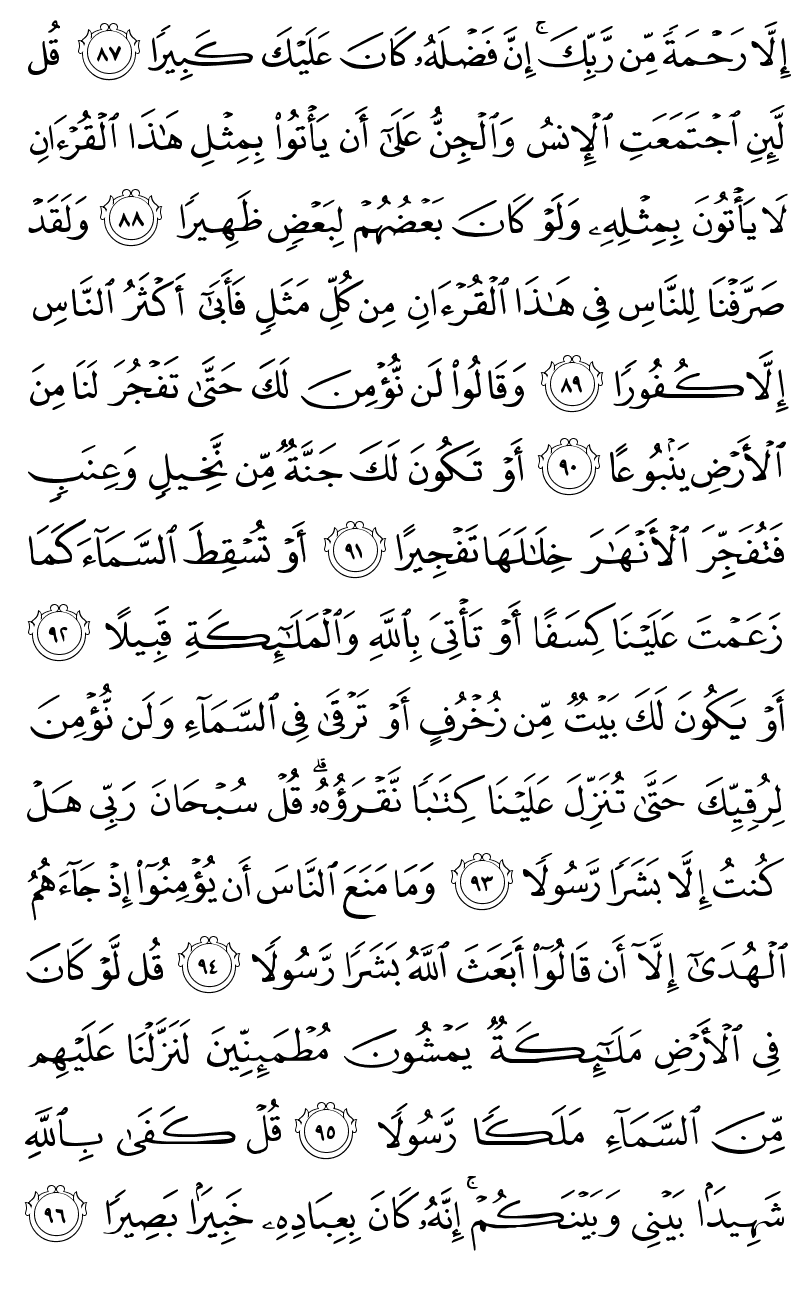 إِلَّا رَحْمَةً مِّن رَّبِّكَ ۚ إِنَّ فَضْلَهُۥ كَانَ عَلَيْكَ كَبِيرًا ٨٧ قُل
لَّئِنِ ٱجْتَمَعَتِ ٱلْإِنسُ وَٱلْجِنُّ عَلَىٰٓ أَن يَأْتُوا۟ بِمِثْلِ هَـٰذَا ٱلْقُرْءَانِ
لَا يَأْتُونَ بِمِثْلِهِۦ وَلَوْ كَانَ بَعْضُهُمْ لِبَعْضٍ ظَهِيرًا ٨٨ وَلَقَدْ
صَرَّفْنَا لِلنَّاسِ فِى هَـٰذَا ٱلْقُرْءَانِ مِن كُلِّ مَثَلٍ فَأَبَىٰٓ أَكْثَرُ ٱلنَّاسِ
إِلَّا كُفُورًا ٨٩ وَقَالُوا۟ لَن نُّؤْمِنَ لَكَ حَتَّىٰ تَفْجُرَ لَنَا مِنَ
ٱلْأَرْضِ يَنۢبُوعًا ٩٠ أَوْ تَكُونَ لَكَ جَنَّةٌ مِّن نَّخِيلٍ وَعِنَبٍ
فَتُفَجِّرَ ٱلْأَنْهَـٰرَ خِلَـٰلَهَا تَفْجِيرًا ٩١ أَوْ تُسْقِطَ ٱلسَّمَآءَ كَمَا
زَعَمْتَ عَلَيْنَا كِسَفًا أَوْ تَأْتِىَ بِٱللَّهِ وَٱلْمَلَـٰٓئِكَةِ قَبِيلًا ٩٢
أَوْ يَكُونَ لَكَ بَيْتٌ مِّن زُخْرُفٍ أَوْ تَرْقَىٰ فِى ٱلسَّمَآءِ وَلَن نُّؤْمِنَ
لِرُقِيِّكَ حَتَّىٰ تُنَزِّلَ عَلَيْنَا كِتَـٰبًا نَّقْرَؤُهُۥ ۗ قُلْ سُبْحَانَ رَبِّى هَلْ
كُنتُ إِلَّا بَشَرًا رَّسُولًا ٩٣ وَمَا مَنَعَ ٱلنَّاسَ أَن يُؤْمِنُوٓا۟ إِذْ جَآءَهُمُ
ٱلْهُدَىٰٓ إِلَّآ أَن قَالُوٓا۟ أَبَعَثَ ٱللَّهُ بَشَرًا رَّسُولًا ٩٤ قُل لَّوْ كَانَ
فِى ٱلْأَرْضِ مَلَـٰٓئِكَةٌ يَمْشُونَ مُطْمَئِنِّينَ لَنَزَّلْنَا عَلَيْهِم
مِّنَ ٱلسَّمَآءِ مَلَكًا رَّسُولًا ٩٥ قُلْ كَفَىٰ بِٱللَّهِ
شَهِيدًۢا بَيْنِى وَبَيْنَكُمْ ۚ إِنَّهُۥ كَانَ بِعِبَادِهِۦ خَبِيرًۢا بَصِيرًا ٩٦